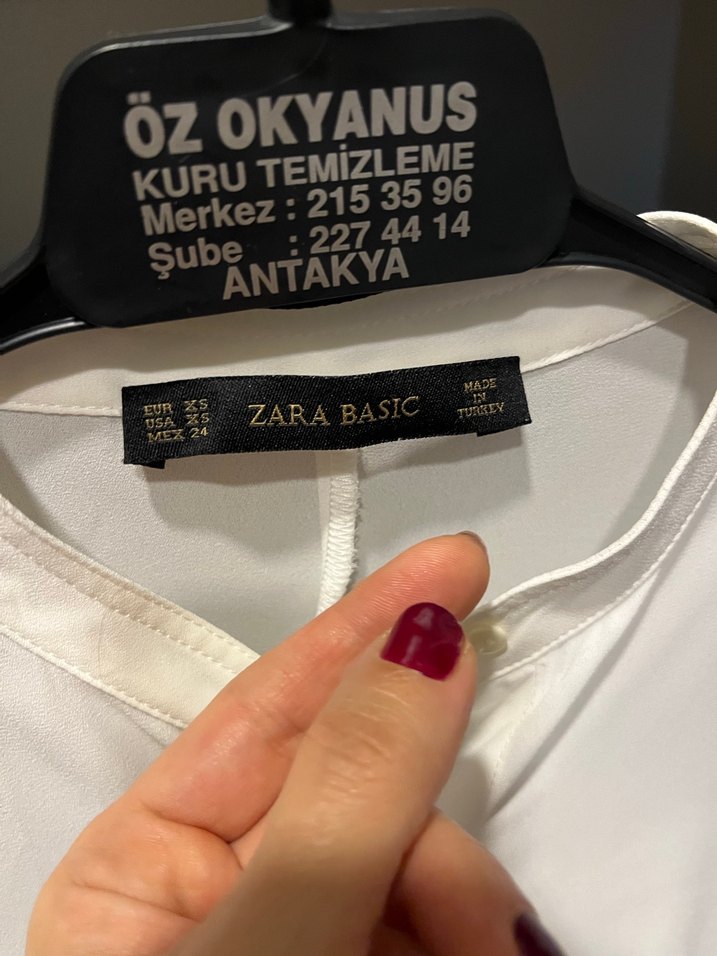 ÖZ OKYANUS
KURU TEMİZLEME
Merkez : 215 35 96
Şube : 227 44 14
ANTAKYA
EUR XS
USA XS
MEX 24
ZARA BASIC
MADE
IN
TURKEY